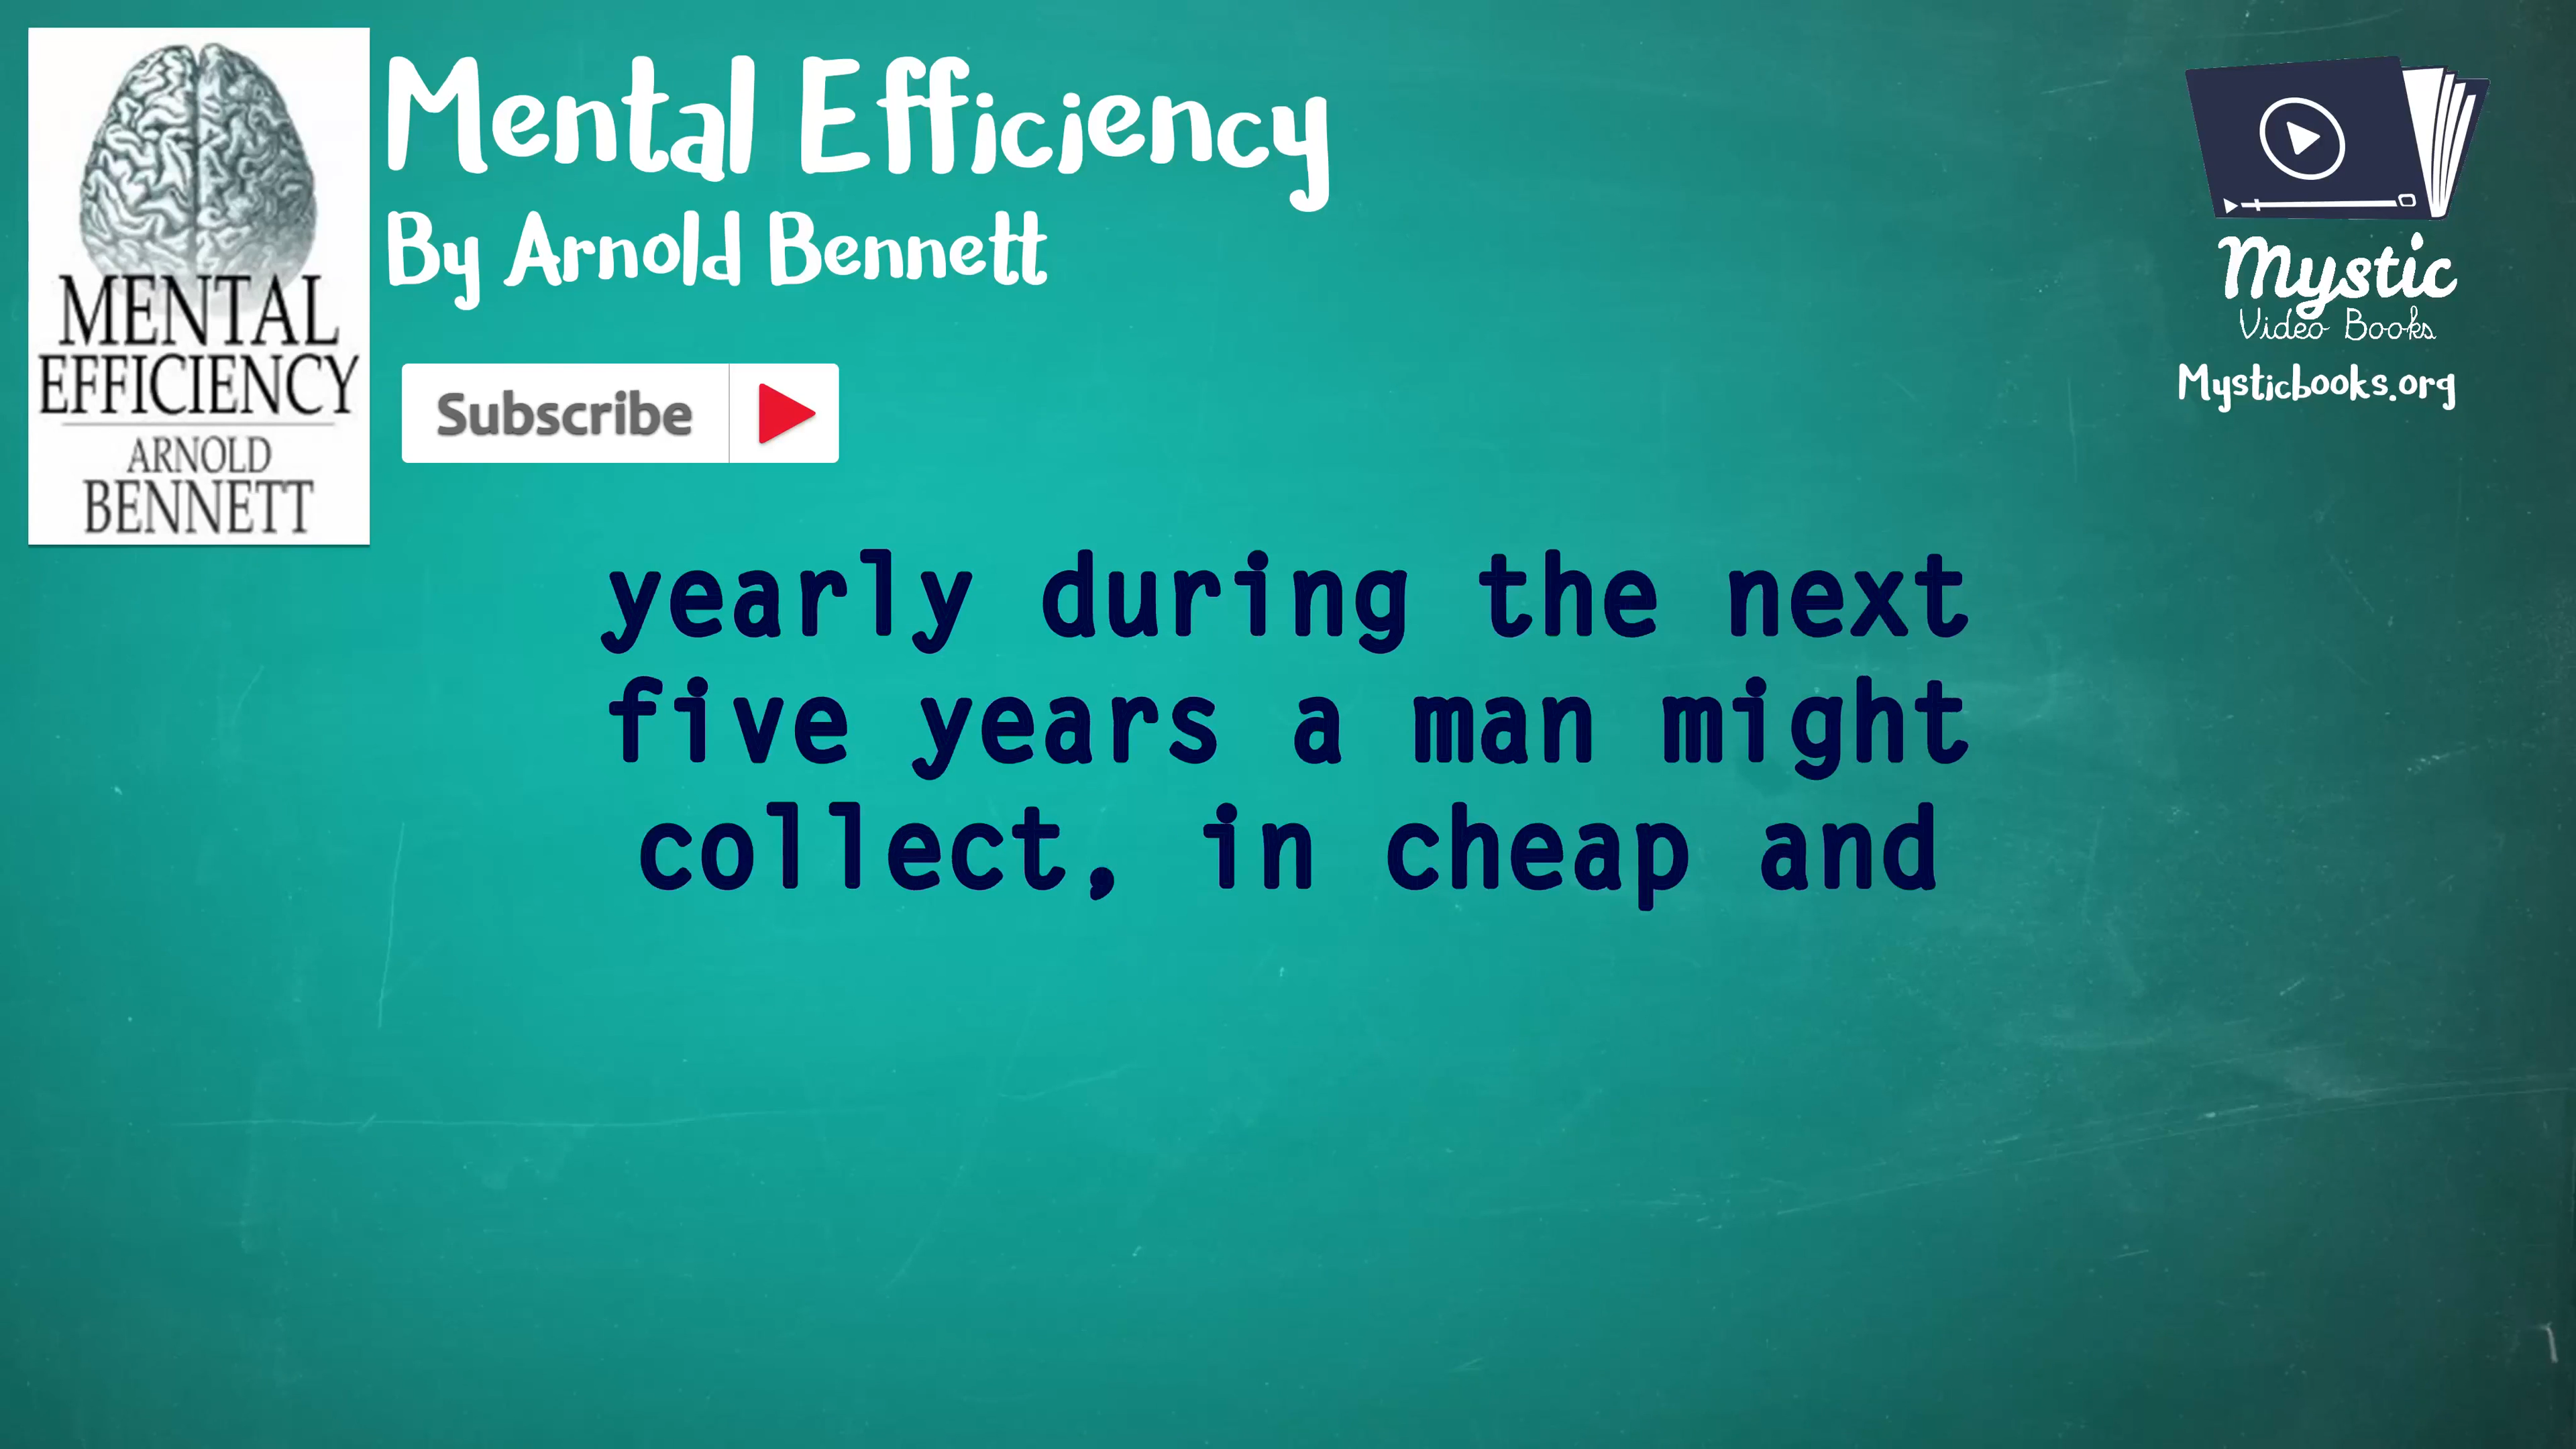 MENTAL
EFFICIENCY
ARNOLD
BENNETT
Mental Efficiency
By Arnold Bennett
Subscribe
Mystic
Video Books
Mysticbooks.org
yearly during the next
five years a man might
collect, in cheap and